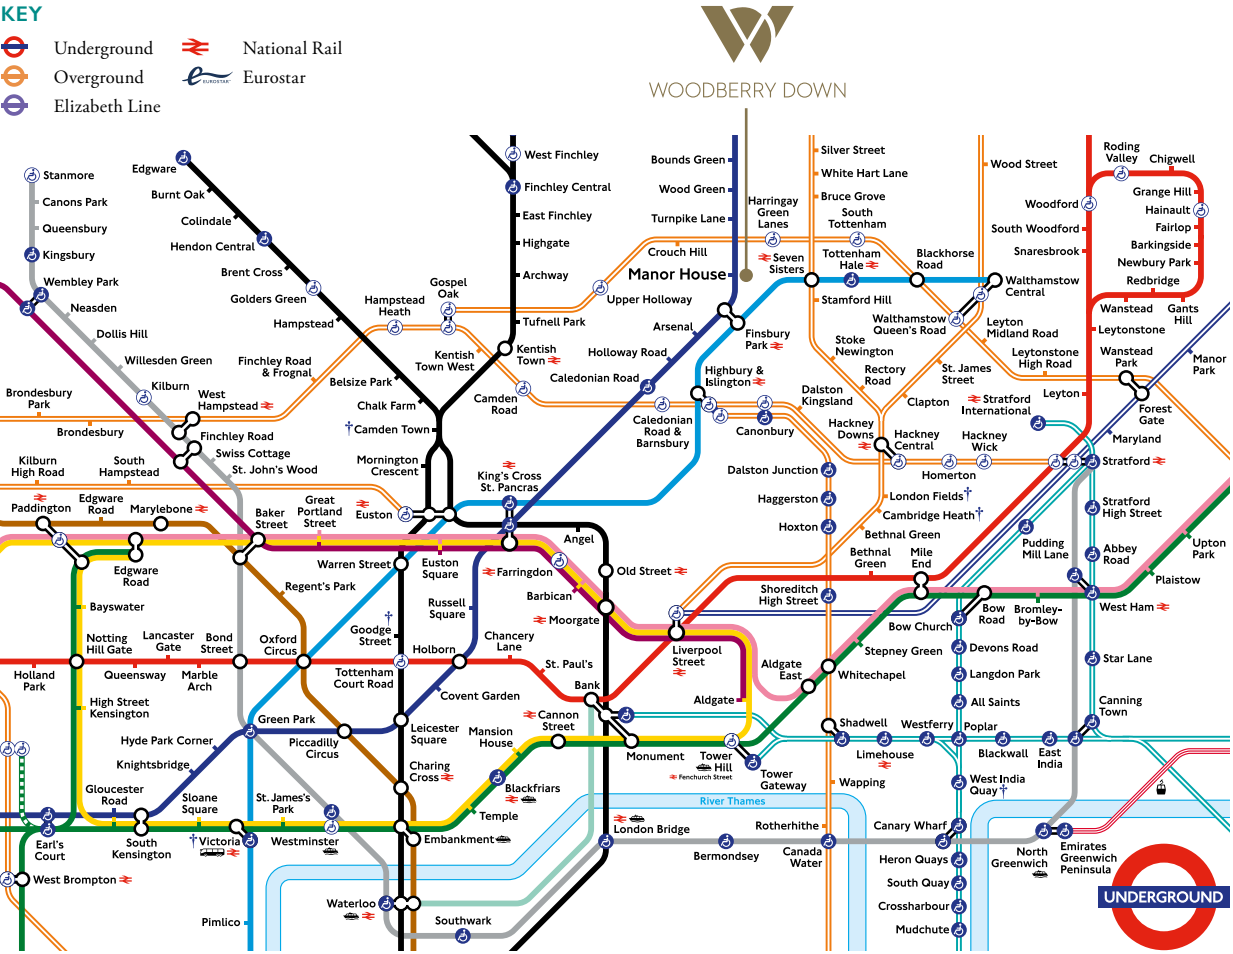 KEY
Underground
National Rail
Overground
EUROSTAR
Eurostar
Elizabeth Line
WOODBERRY DOWN
Stanmore
Canons Park
Queensbury
Kingsbury
Wembley Park
Neasden
Dollis Hill
Willesden Green
Kilburn
West
Hampstead
Finchley Road
Swiss Cottage
St. John's Wood
Edgware
Burnt Oak
Colindale
Hendon Central
Brent Cross
Golders Green
Hampstead
Belsize Park
Chalk Farm
†Camden Town
Mornington
Crescent
Finchley Road
& Frognal
Hampstead
Heath
Gospel
Oak
Kentish
Town West
West Finchley
Finchley Central
East Finchley
Highgate
Archway
Tufnell Park
Kentish
Town
Camden
Road
Upper Holloway
Crouch Hill
Bounds Green
Wood Green
Turnpike Lane
Manor House
Arsenal
Holloway Road
Caledonian Road
Finsbury
Park
Highbury &
Islington
Caledonian
Road &
Barnsbury
Canonbury
Harringay
Green
Lanes
South
Tottenham
Seven
Sisters
Tottenham
Hale
Blackhorse
Road
Walthamstow
Central
Walthamstow
Queen's Road
Silver Street
White Hart Lane
Bruce Grove
Stamford Hill
Stoke
Newington
Rectory
Road
Dalston
Kingsland
Hackney
Downs
Hackney
Central
Clapton
St. James
Street
Wood Street
Leyton
Midland Road
Leytonstone
High Road
Homerton
Hackney
Wick
Roding
Valley
Chigwell
Grange Hill
Hainault
Fairlop
Barkingside
Newbury Park
Redbridge
Wanstead
Gants
Hill
Woodford
South Woodford
Snaresbrook
Leytonstone
Leyton
Wanstead
Park
Manor
Park
Forest
Gate
Maryland
Stratford
International
Stratford
Stratford
High Street
Abbey
Road
West Ham
Star Lane
Canning
Town
Upton
Park
Plaistow
Brondesbury
Park
Brondesbury
Kilburn
High Road
South
Hampstead
Paddington
Edgware
Road
Marylebone
Baker
Street
Great
Portland
Street
Euston
King's Cross
St. Pancras
Angel
Old Street
Edgware
Road
Warren Street
Euston
Square
Farringdon
Barbican
Moorgate
Regent's Park
Russell
Square
Bayswater
Notting
Hill Gate
Lancaster
Gate
Bond
Street
Oxford
Circus
†
Goodge
Street
Tottenham
Court Road
Holborn
Chancery
Lane
St. Paul's
Bank
Liverpool
Street
Holland
Park
Queensway
Marble
Arch
High Street
Kensington
Covent Garden
Leicester
Square
Green Park
Piccadilly
Circus
Hyde Park Corner
Knightsbridge
Charing
Cross
Mansion
House
Cannon
Street
Monument
Blackfriars
Temple
Embankment
Gloucester
Road
Sloane
Square
St. James's
Park
Westminster
†Victoria
South
Kensington
Earl's
Court
West Brompton
Pimlico
Waterloo
Southwark
London Bridge
River Thames
Bermondsey
Canada
Water
Rotherhithe
Wapping
Dalston Junction
Haggerston
Hoxton
Shoreditch
High Street
London Fields†
Cambridge Heath†
Bethnal Green
Bethnal
Green
Mile
End
Pudding
Mill Lane
Bow Church
Bow
Road
Bromley-
by-Bow
Stepney Green
Whitechapel
Aldgate
East
Aldgate
Tower
Hill
Fenchurch Street
Tower
Gateway
Shadwell
Limehouse
Westferry
Poplar
Blackwall
East
India
Devons Road
Langdon Park
All Saints
West India
Quay†
Canary Wharf
Heron Quays
South Quay
Crossharbour
Mudchute
North
Greenwich
Emirates
Greenwich
Peninsula
UNDERGROUND